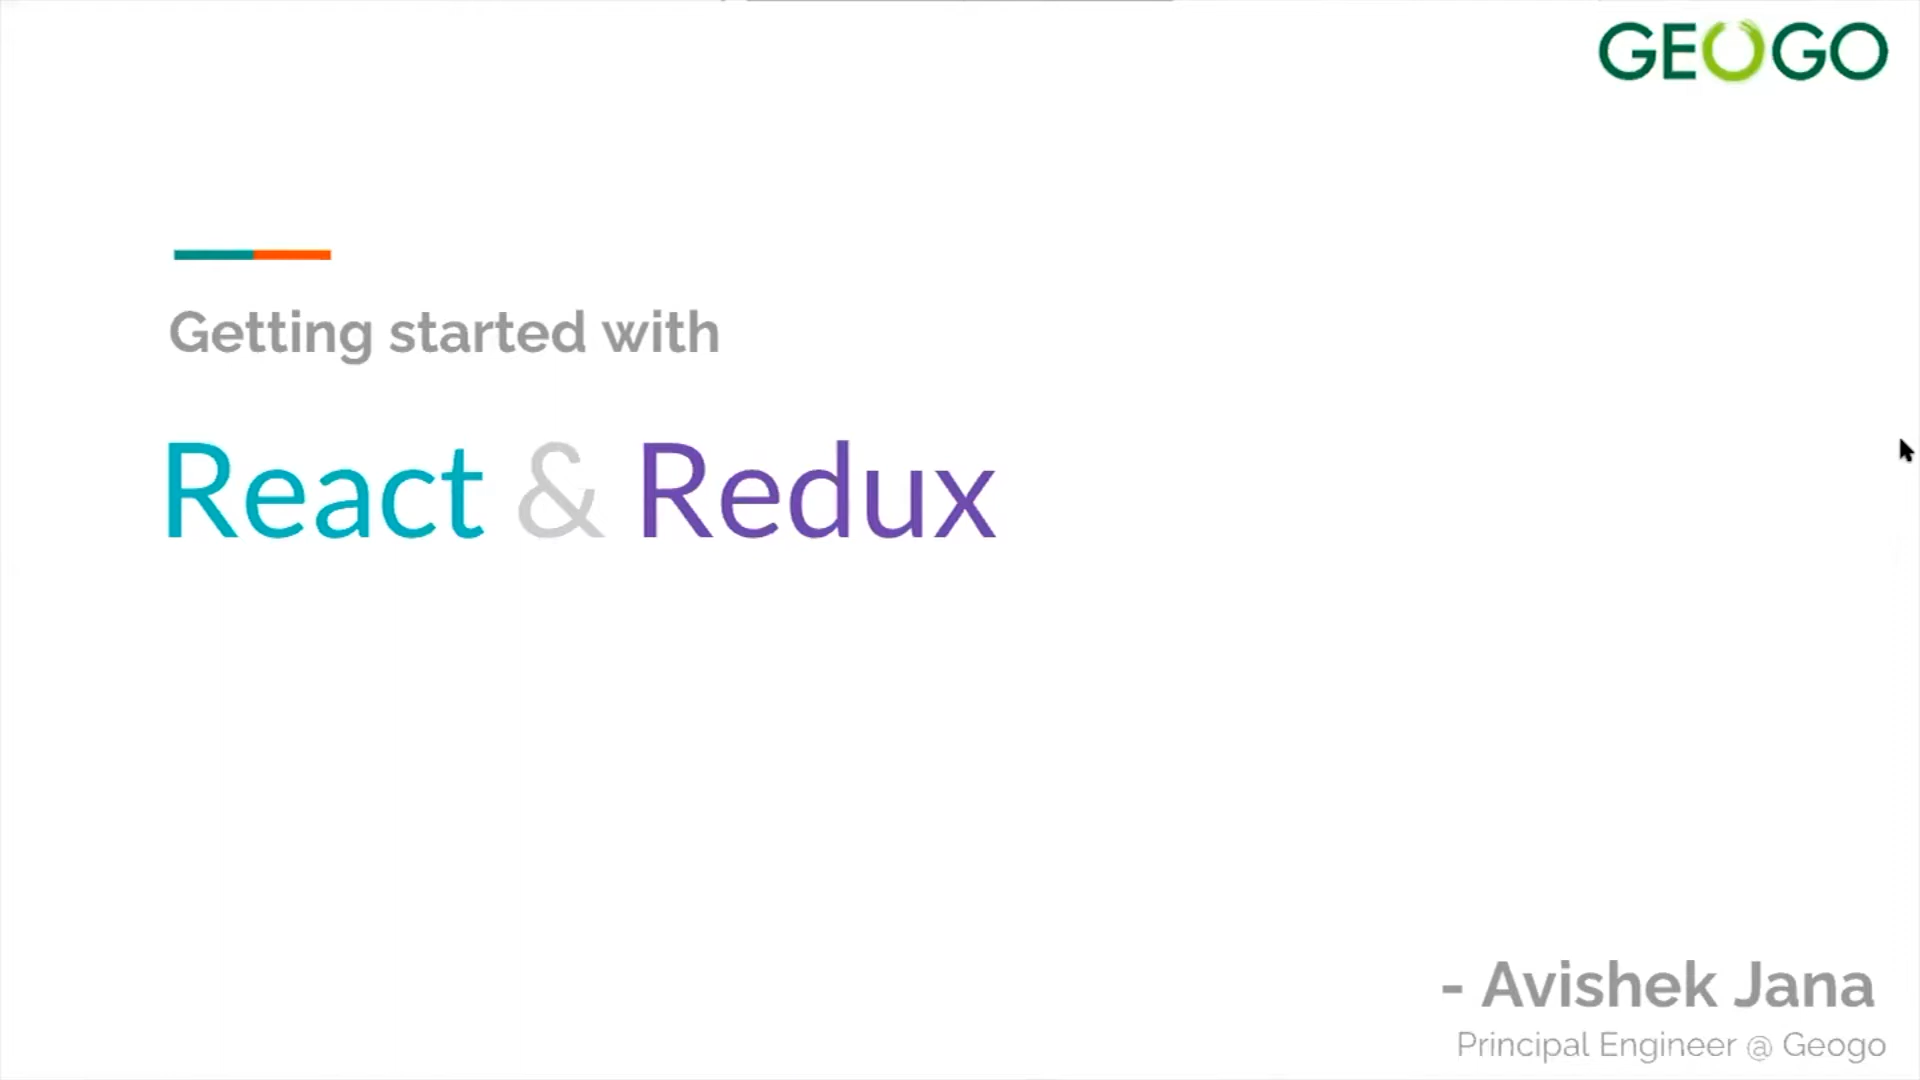 GEOGO
Getting started with
React & Redux
- Avishek Jana
Principal Engineer @ Geogo